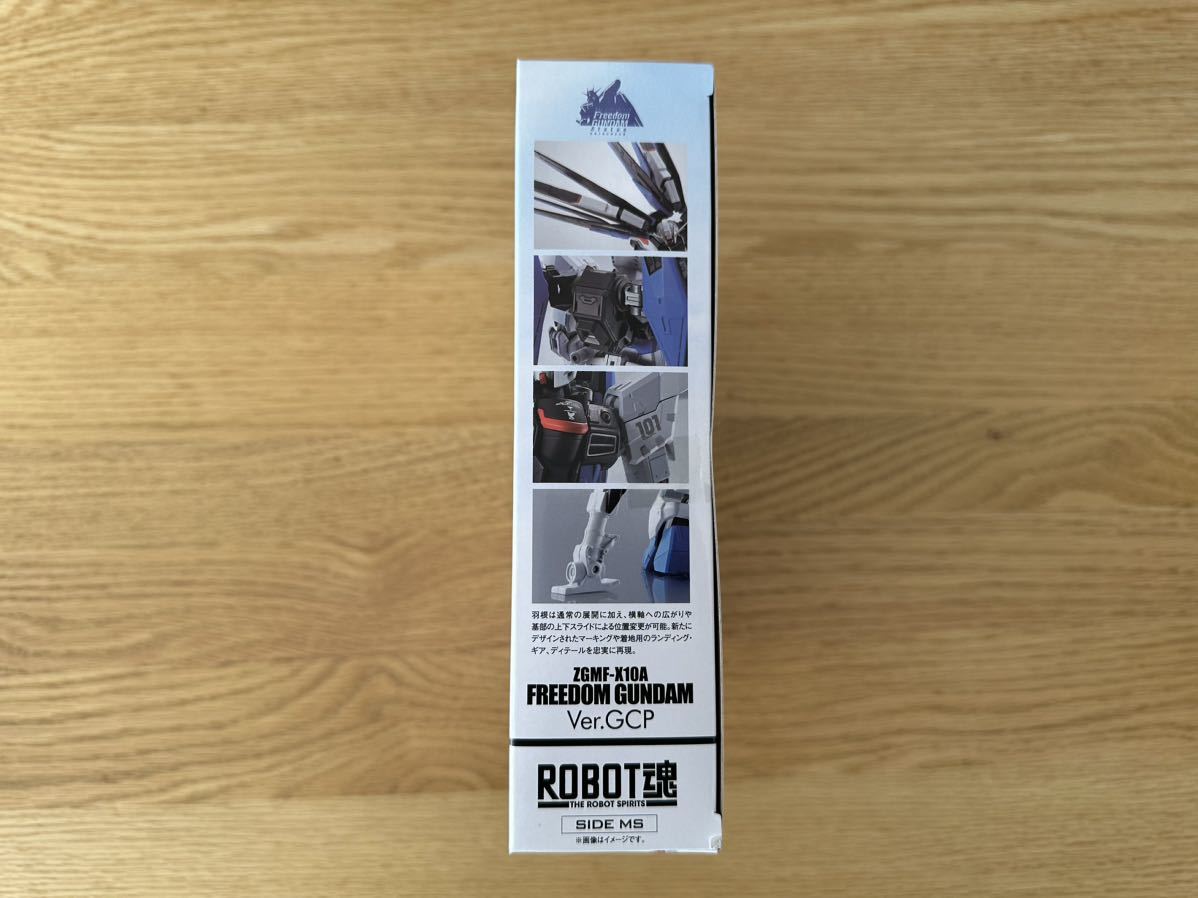 Freedom
GUNDAM
Statue
101
羽根は通常の展開に加え、横軸への広がりや
基部の上下スライドによる位置変更が可能。新たに
デザインされたマーキングや着地用のランディング・
ギア、ディテールを忠実に再現。
ZGMF-X10A
FREEDOM GUNDAM
Ver.GCP
ROBOT魂
THE ROBOT SPIRITS
SIDE MS
※画像はイメージです。